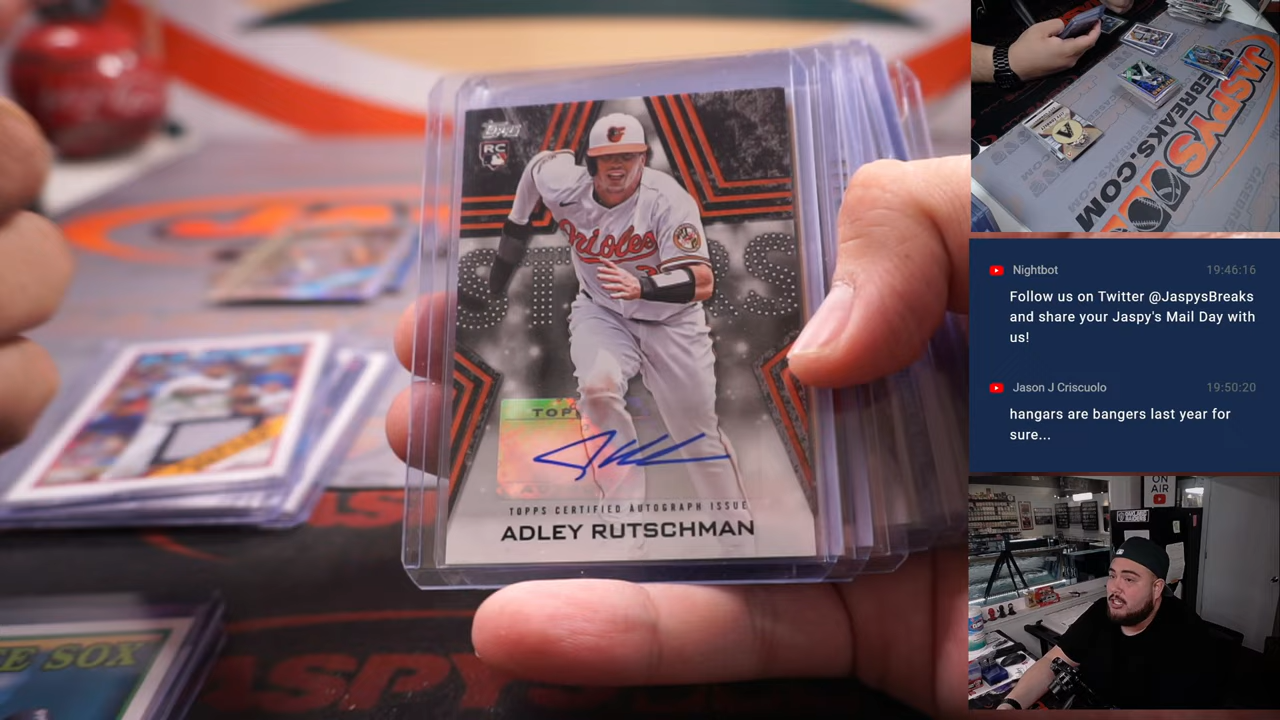 Topps
RC
Orioles
STARS
TOPPS CERTIFIED AUTOGRAPH ISSUE
ADLEY RUTSCHMAN
E SOX
JASPYS
CASEBREAKS.COM
Nightbot
19:46:16
Follow us on Twitter @JaspysBreaks
and share your Jaspy's Mail Day with
us!
Jason J Criscuolo
19:50:20
hangars are bangers last year for
sure...
ON
AIR